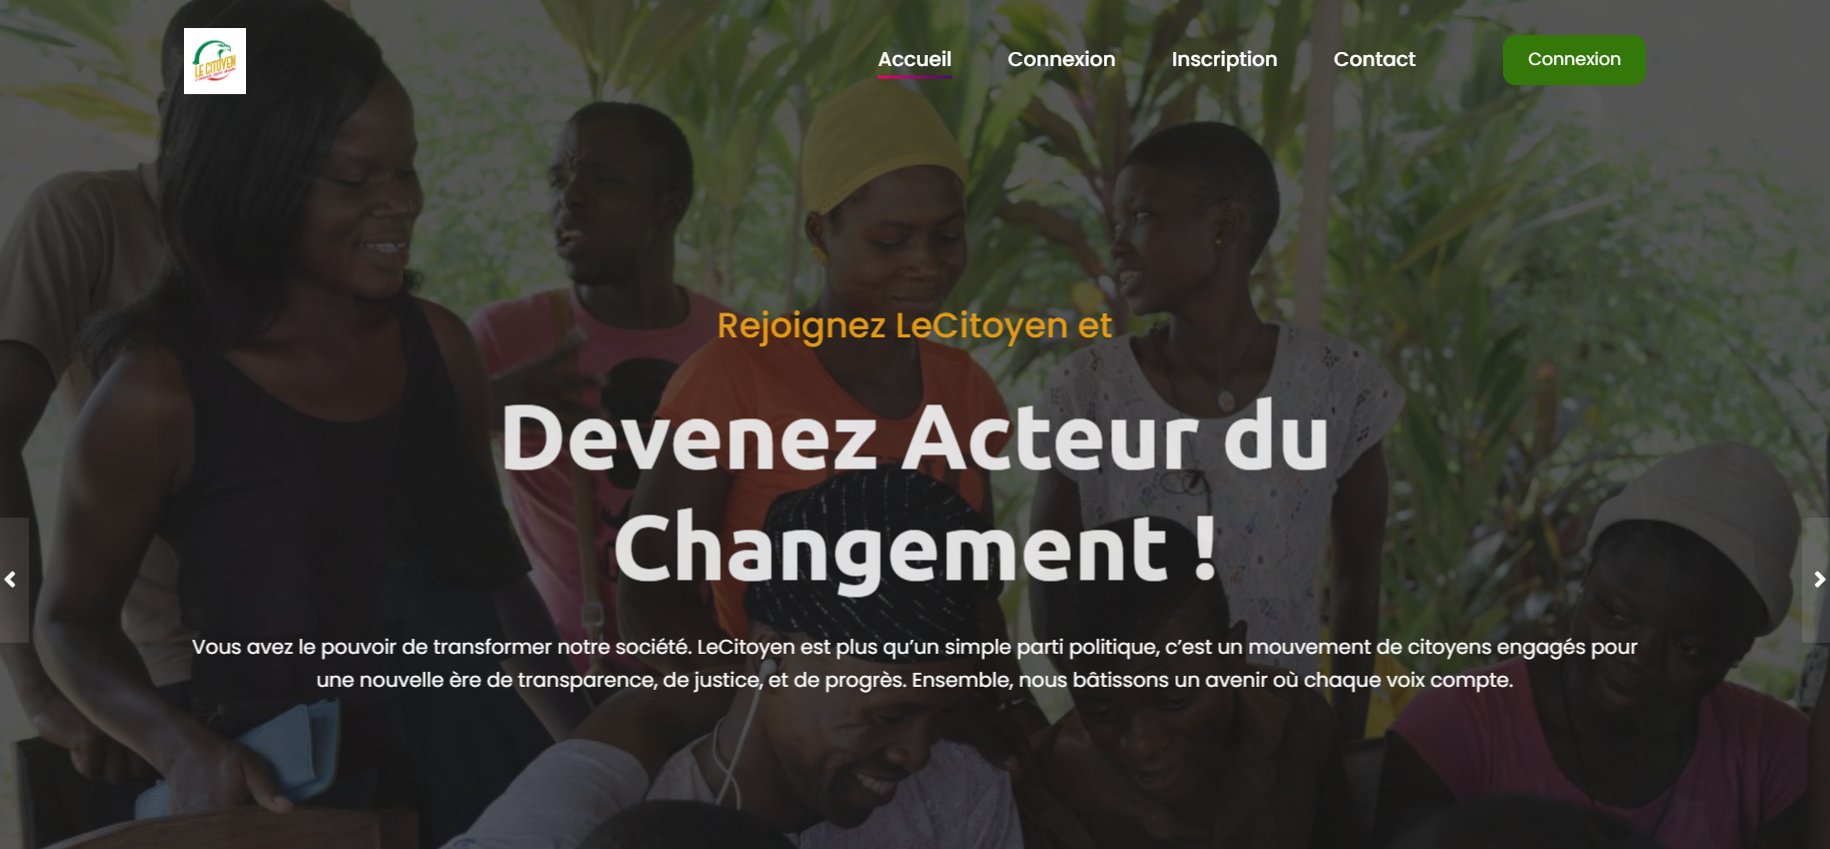 LE CITOYEN
Accueil
Connexion
Inscription
Contact
Connexion
Rejoignez LeCitoyen et
Devenez Acteur du
Changement !
Vous avez le pouvoir de transformer notre société. LeCitoyen est plus qu’un simple parti politique, c’est un mouvement de citoyens engagés pour
une nouvelle ère de transparence, de justice, et de progrès. Ensemble, nous bâtissons un avenir où chaque voix compte.